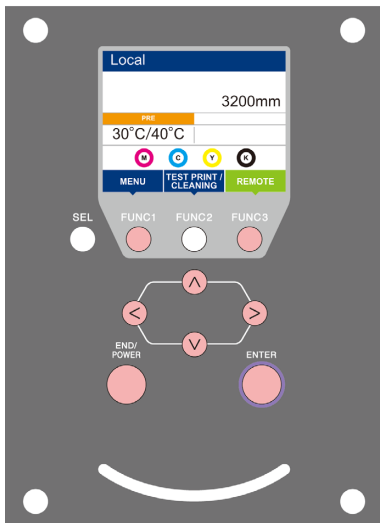 Local
3200mm
PRE
30°C/40°C
M C Y K
MENU
TEST PRINT /
CLEANING
REMOTE
SEL
FUNC1
FUNC2
FUNC3
<
>
END/
POWER
ENTER